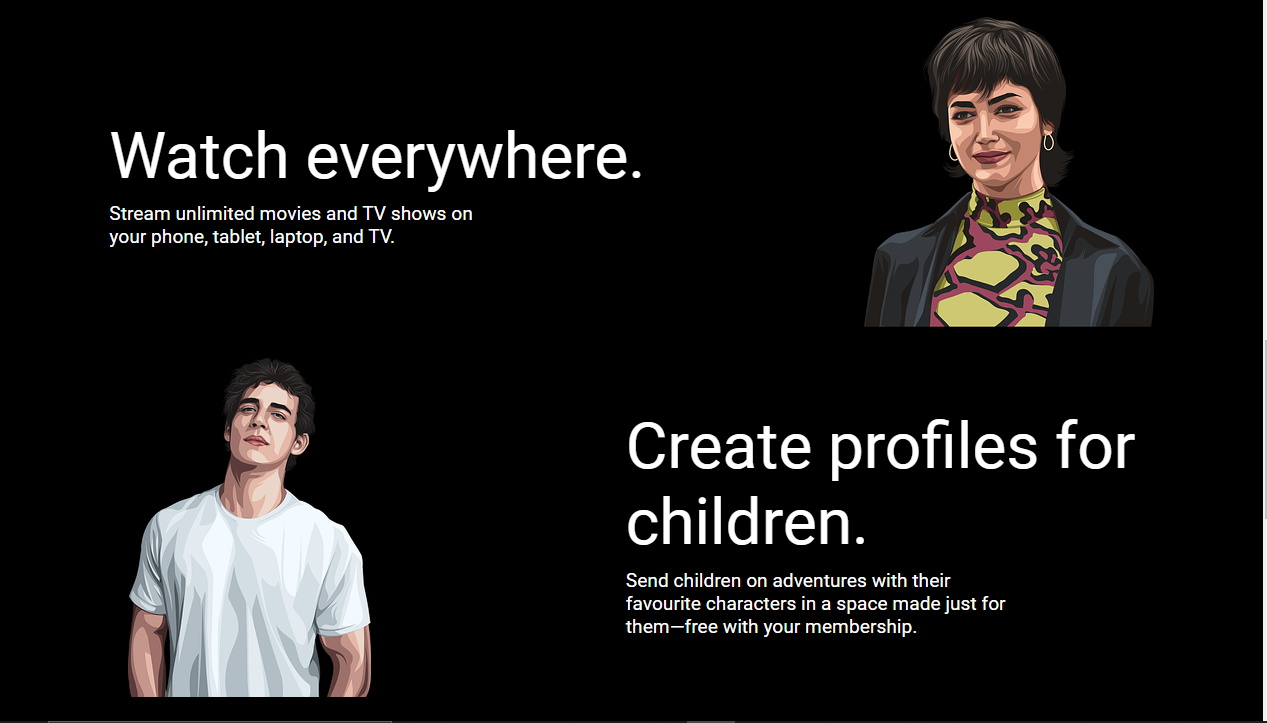 Watch everywhere.
Stream unlimited movies and TV shows on
your phone, tablet, laptop, and TV.
Create profiles for
children.
Send children on adventures with their
favourite characters in a space made just for
them—free with your membership.